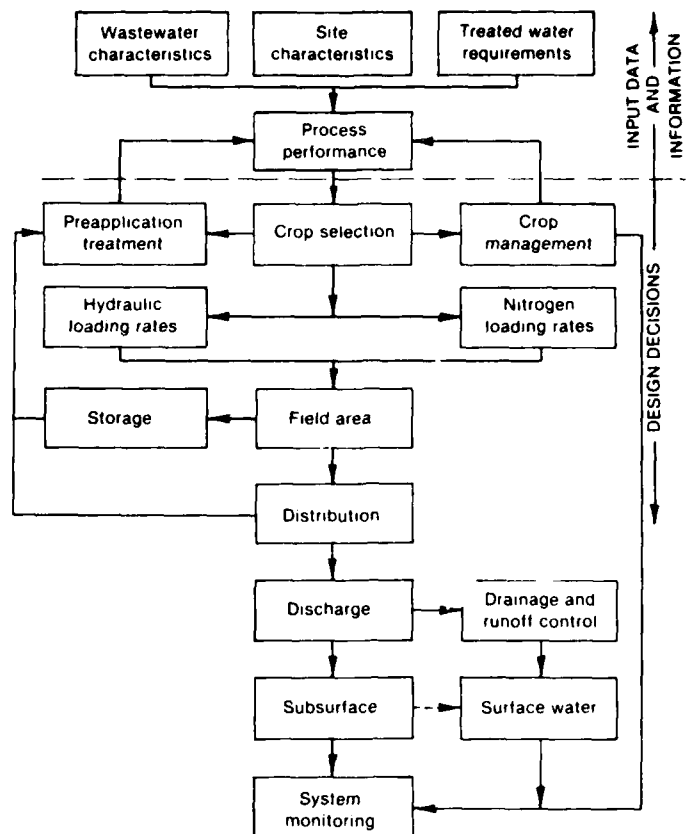 Wastewater
characteristics
Site
characteristics
Treated water
requirements
Process
performance
INPUT DATA
AND
INFORMATION
Preapplication
treatment
Crop selection
Crop
management
Hydraulic
loading rates
Nitrogen
loading rates
DESIGN DECISIONS
Storage
Field area
Distribution
Discharge
Drainage and
runoff control
Subsurface
Surface water
System
monitoring